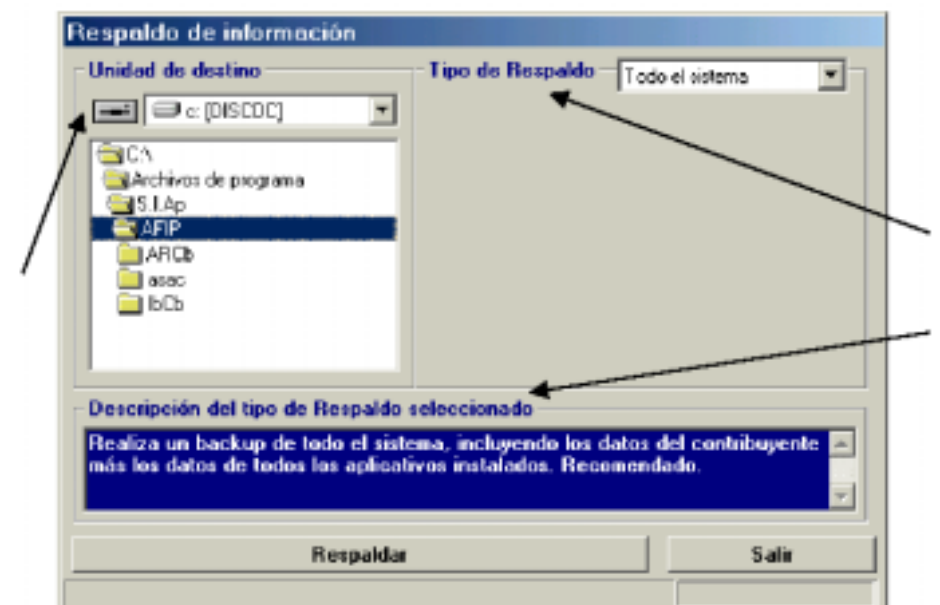 Respaldo de información
Unidad de destino
Tipo de Respaldo
Todo el sistema
c: [DISCOC]
C:\
Archivos de programa
S.I.Ap
AFIP
ARCb
asac
IbCb
Descripción del tipo de Respaldo seleccionado
Realiza un backup de todo el sistema, incluyendo los datos del contribuyente
más los datos de todos los aplicativos instalados. Recomendado.
Respaldar
Salir